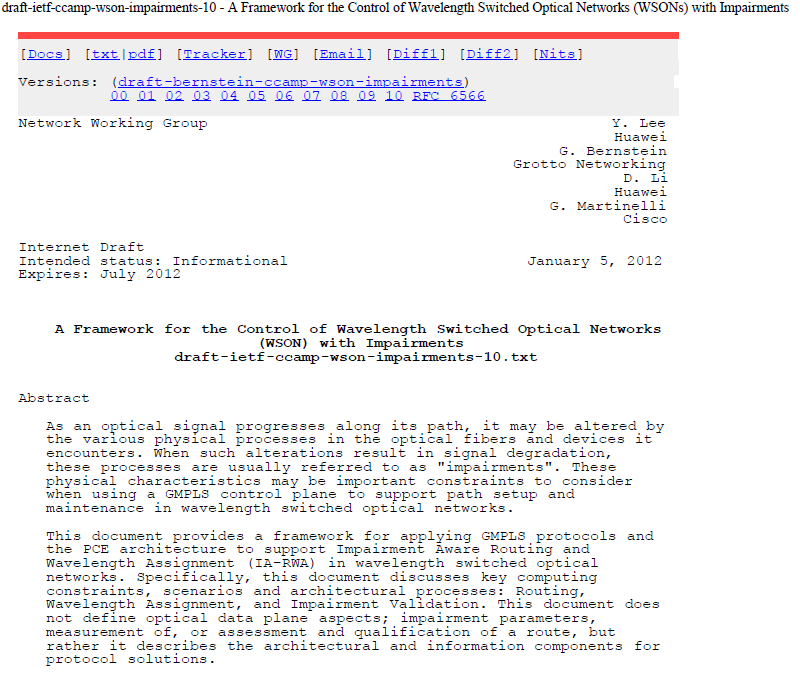 draft-ietf-ccamp-wson-impairments-10 - A Framework for the Control of Wavelength Switched Optical Networks (WSONs) with Impairments
[Docs] [txt|pdf] [Tracker] [WG] [Email] [Diff1] [Diff2] [Nits]
Versions: (draft-bernstein-ccamp-wson-impairments)
00 01 02 03 04 05 06 07 08 09 10 RFC 6566
Network Working Group Y. Lee
Huawei
G. Bernstein
Grotto Networking
D. Li
Huawei
G. Martinelli
Cisco
Internet Draft
Intended status: Informational January 5, 2012
Expires: July 2012
A Framework for the Control of Wavelength Switched Optical Networks
(WSON) with Impairments
draft-ietf-ccamp-wson-impairments-10.txt
Abstract
As an optical signal progresses along its path, it may be altered by
the various physical processes in the optical fibers and devices it
encounters. When such alterations result in signal degradation,
these processes are usually referred to as "impairments". These
physical characteristics may be important constraints to consider
when using a GMPLS control plane to support path setup and
maintenance in wavelength switched optical networks.
This document provides a framework for applying GMPLS protocols and
the PCE architecture to support Impairment Aware Routing and
Wavelength Assignment (IA-RWA) in wavelength switched optical
networks. Specifically, this document discusses key computing
constraints, scenarios and architectural processes: Routing,
Wavelength Assignment, and Impairment Validation. This document does
not define optical data plane aspects; impairment parameters,
measurement of, or assessment and qualification of a route, but
rather it describes the architectural and information components for
protocol solutions.